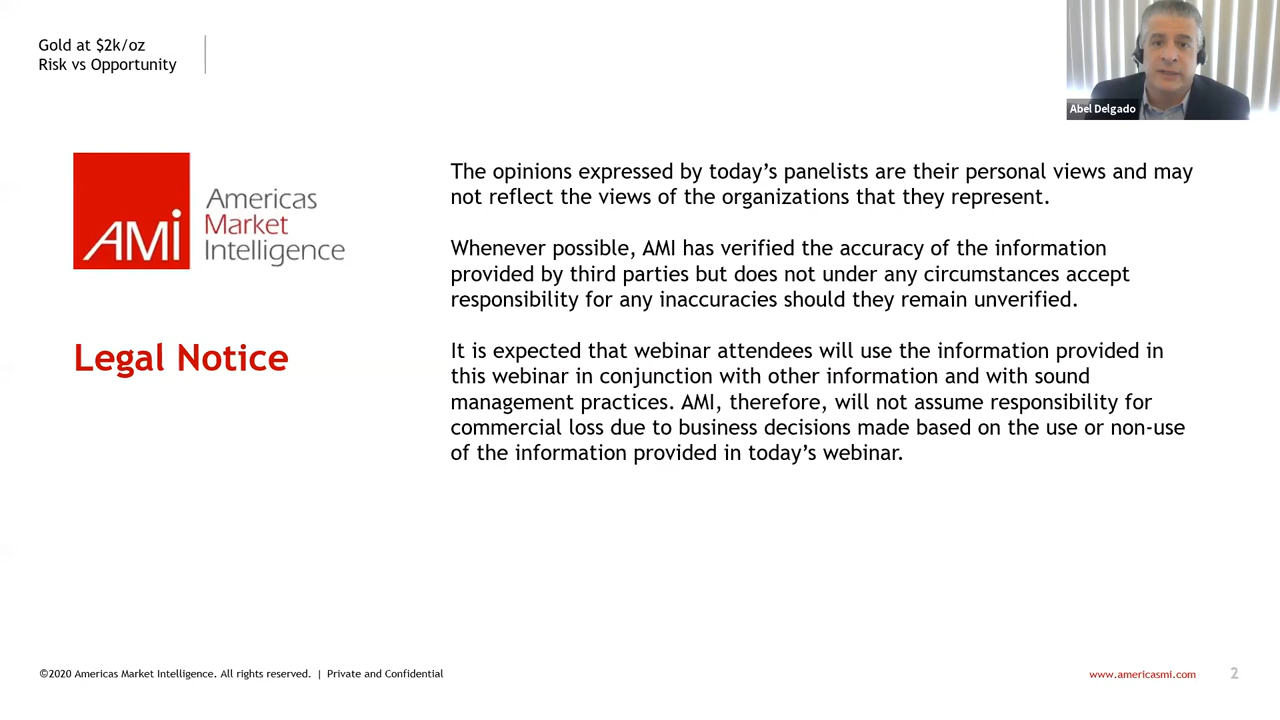 Gold at $2k/oz
Risk vs Opportunity
Abel Delgado
AMi
Americas
Market
Intelligence
Legal Notice
The opinions expressed by today's panelists are their personal views and may
not reflect the views of the organizations that they represent.
Whenever possible, AMI has verified the accuracy of the information
provided by third parties but does not under any circumstances accept
responsibility for any inaccuracies should they remain unverified.
It is expected that webinar attendees will use the information provided in
this webinar in conjunction with other information and with sound
management practices. AMI, therefore, will not assume responsibility for
commercial loss due to business decisions made based on the use or non-use
of the information provided in today's webinar.
©2020 Americas Market Intelligence. All rights reserved. | Private and Confidential
www.americasmi.com
2